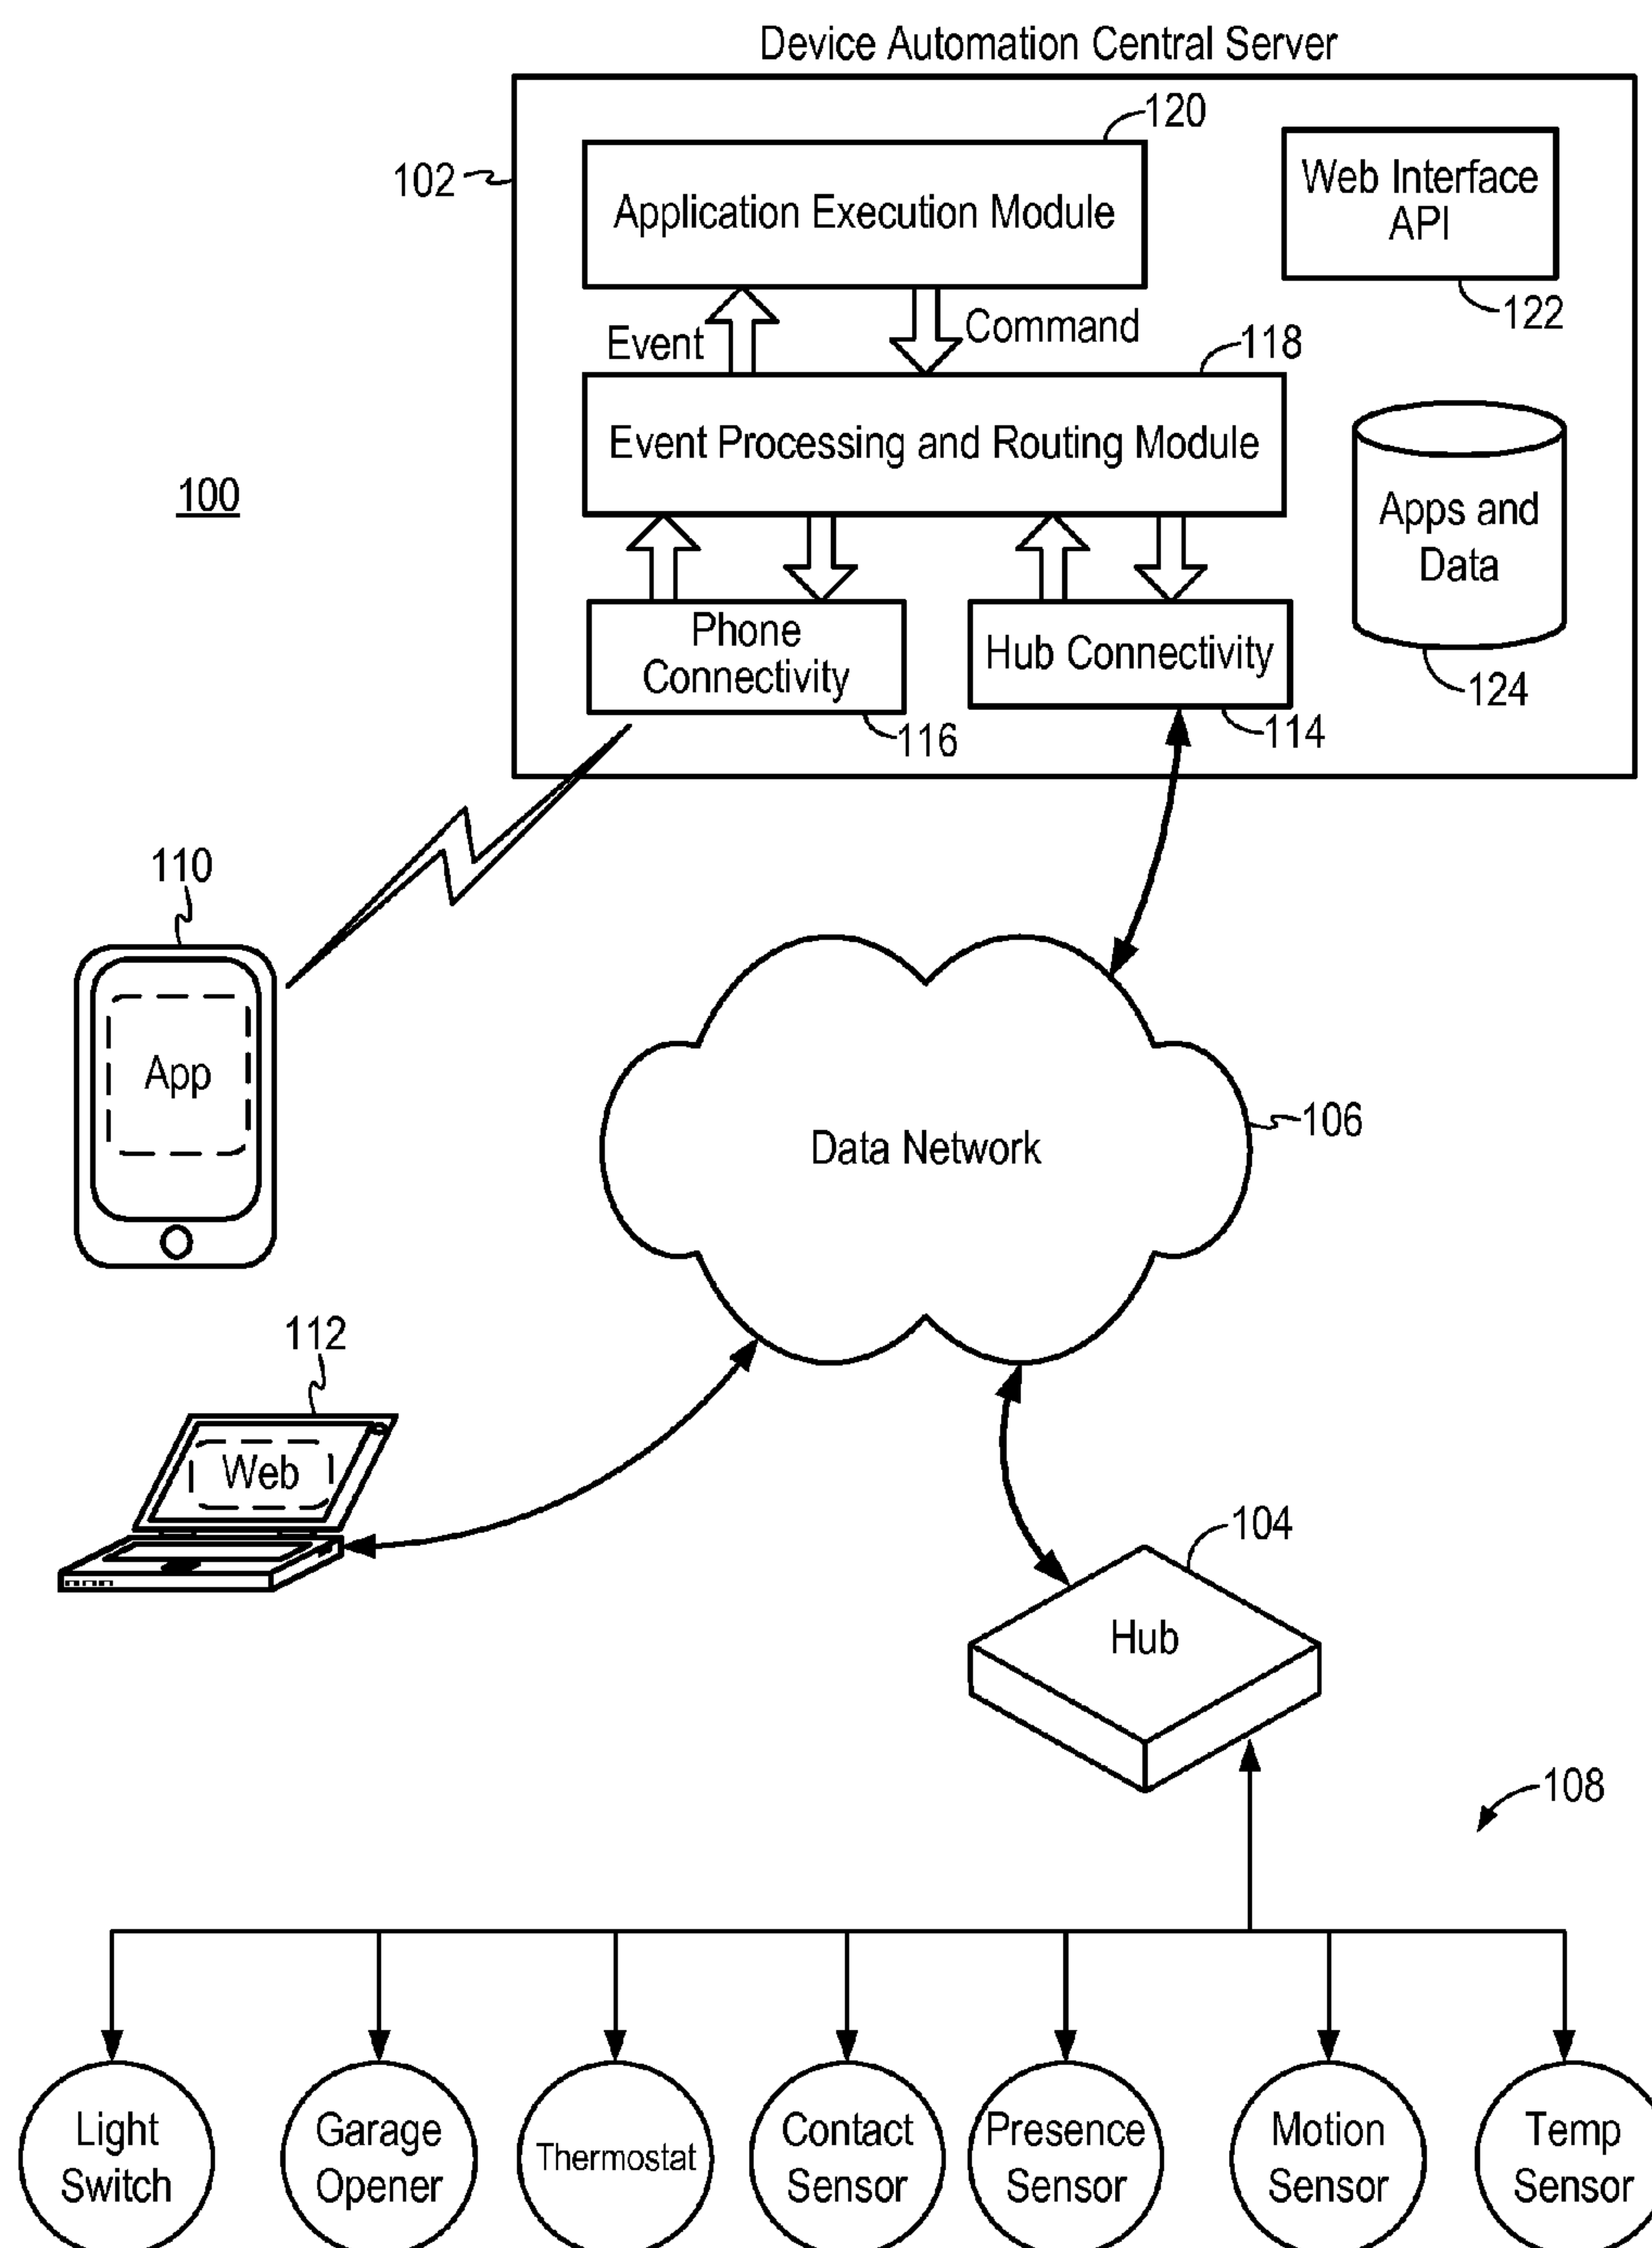 Device Automation Central Server
120
102
Application Execution Module
Web Interface
API
122
Event
Command
118
Event Processing and Routing Module
100
Apps and
Data
Phone
Connectivity
Hub Connectivity
124
116
114
110
App
Data Network
106
112
Web
104
Hub
108
Light
Switch
Garage
Opener
Thermostat
Contact
Sensor
Presence
Sensor
Motion
Sensor
Temp
Sensor